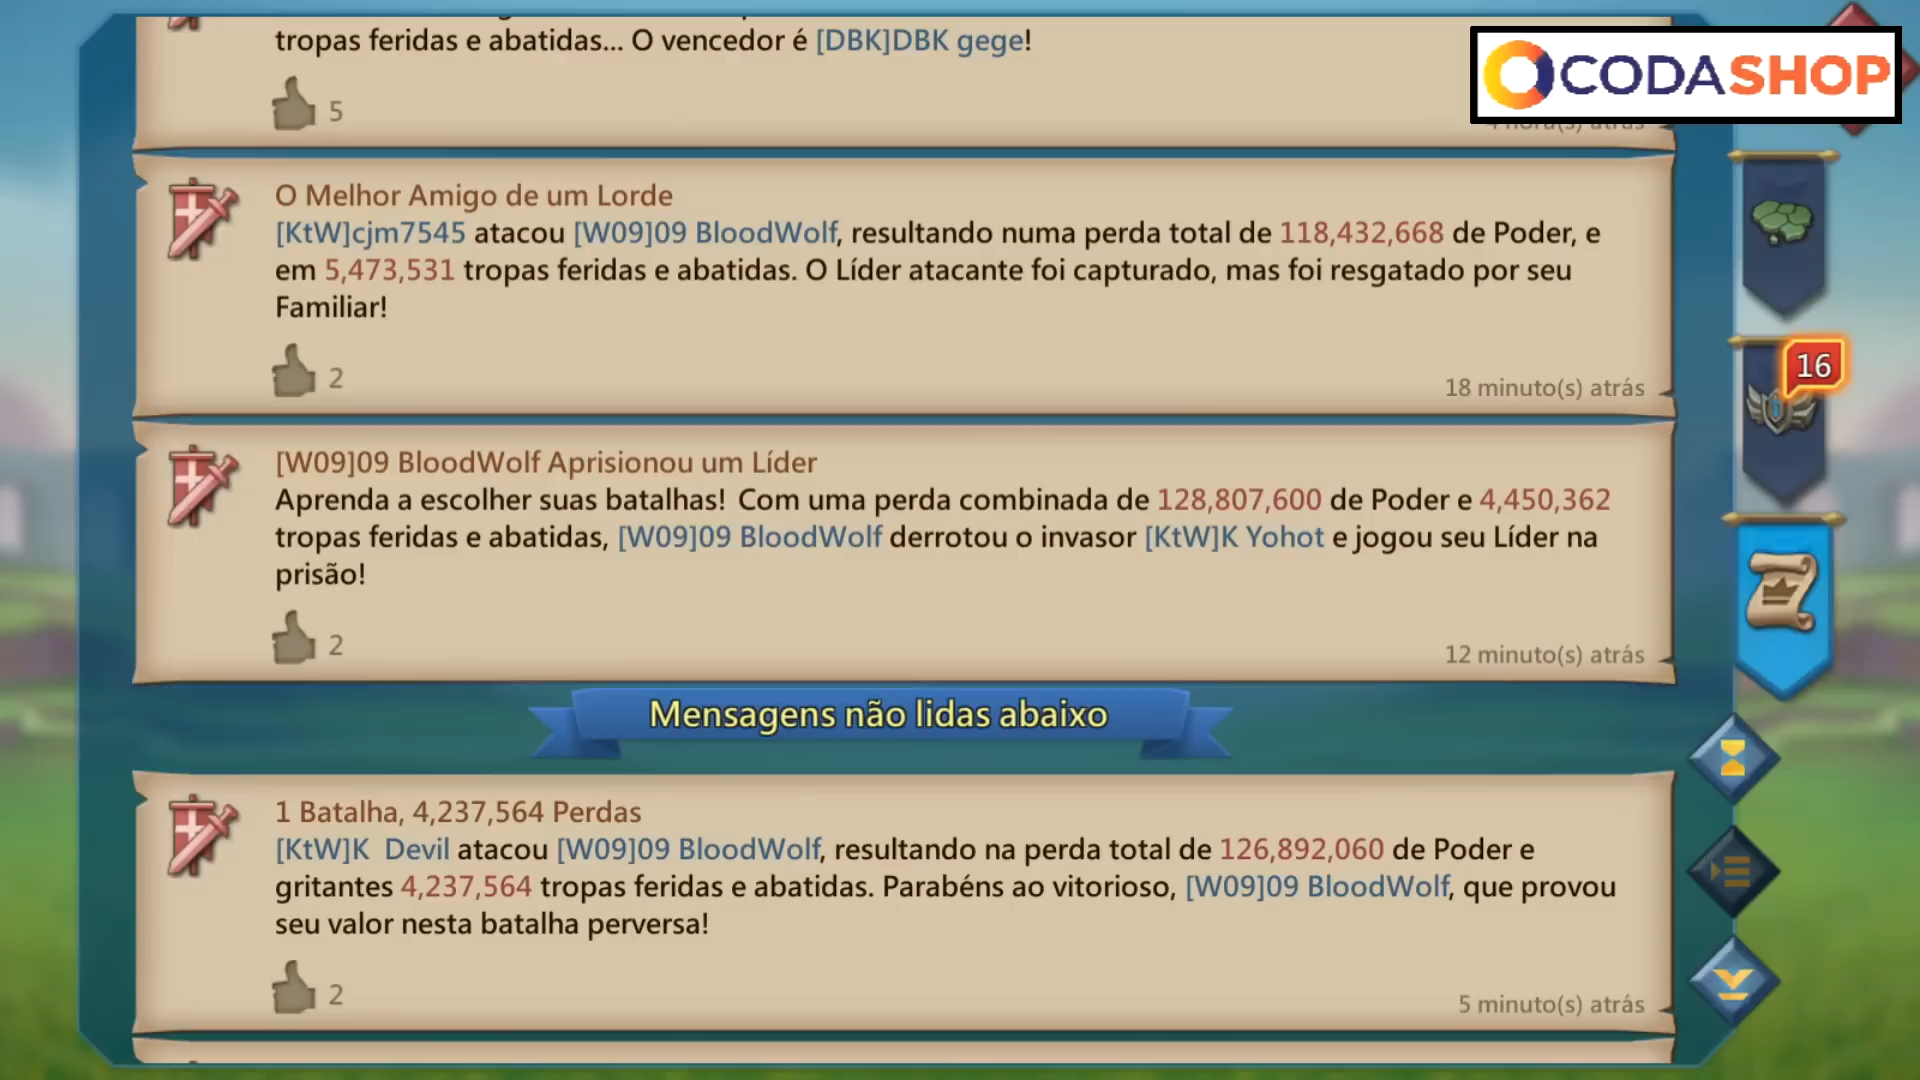 tropas feridas e abatidas... O vencedor é [DBK]DBK gege!
5
CODASHOP
hora(s) atrás
O Melhor Amigo de um Lorde
[KtW]cjm7545 atacou [W09]09 BloodWolf, resultando numa perda total de 118,432,668 de Poder, e
em 5,473,531 tropas feridas e abatidas. O Líder atacante foi capturado, mas foi resgatado por seu
Familiar!
2
18 minuto(s) atrás
16
[W09]09 BloodWolf Aprisionou um Líder
Aprenda a escolher suas batalhas! Com uma perda combinada de 128,807,600 de Poder e 4,450,362
tropas feridas e abatidas, [W09]09 BloodWolf derrotou o invasor [KtW]K Yohot e jogou seu Líder na
prisão!
2
12 minuto(s) atrás
Mensagens não lidas abaixo
1 Batalha, 4,237,564 Perdas
[KtW]K Devil atacou [W09]09 BloodWolf, resultando na perda total de 126,892,060 de Poder e
gritantes 4,237,564 tropas feridas e abatidas. Parabéns ao vitorioso, [W09]09 BloodWolf, que provou
seu valor nesta batalha perversa!
2
5 minuto(s) atrás